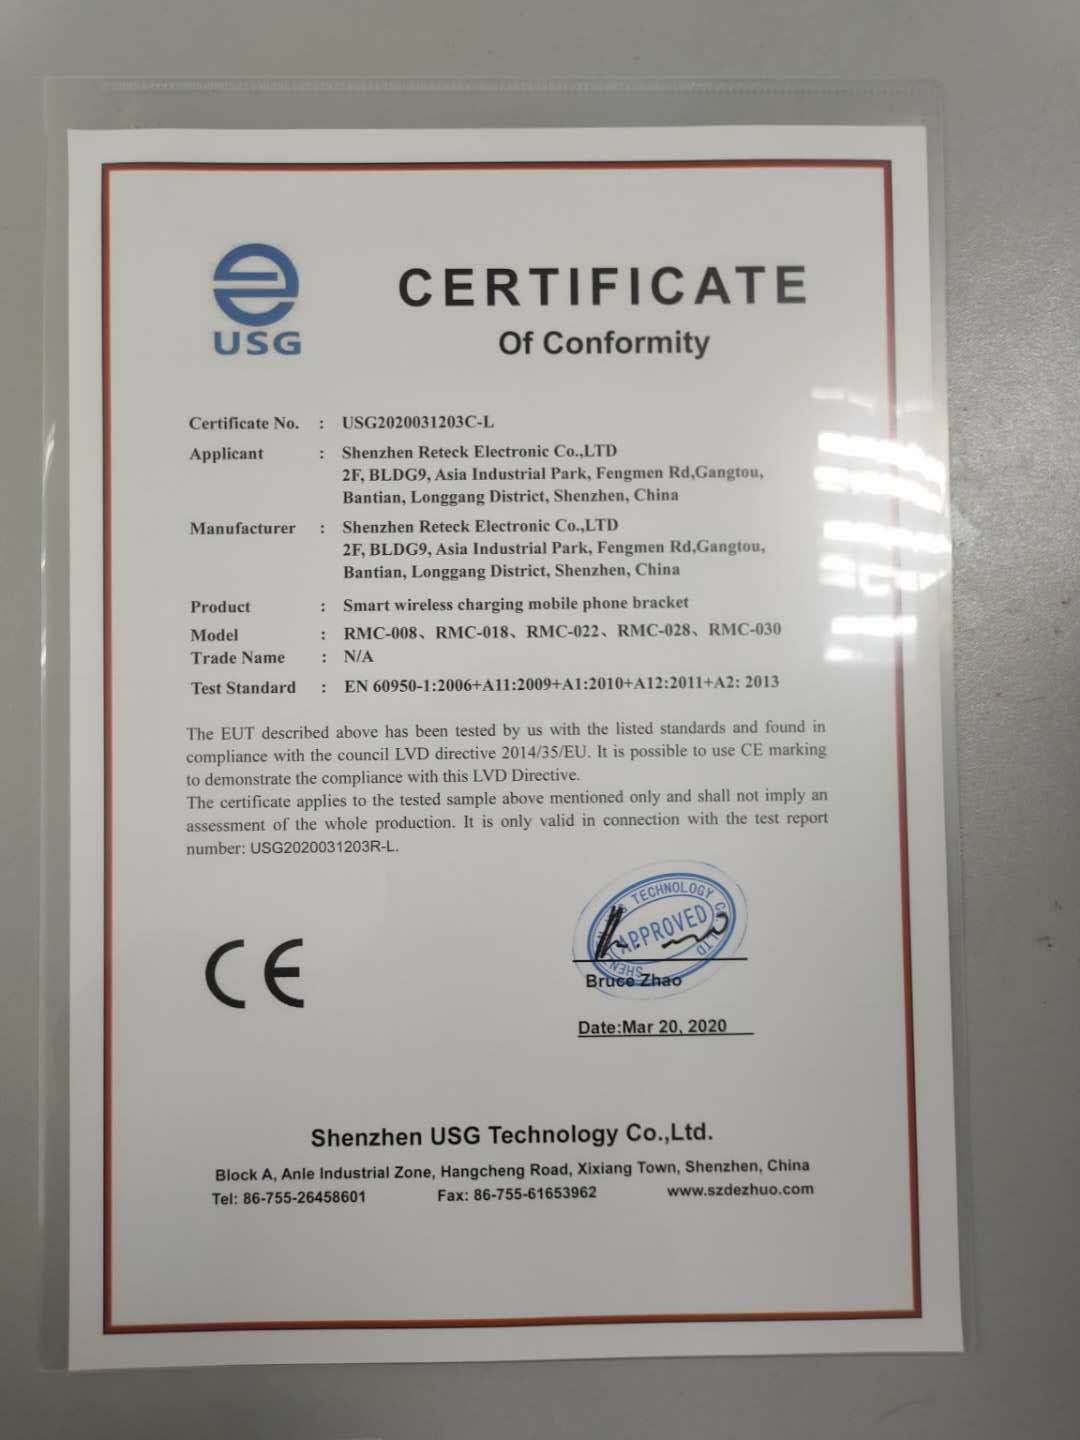 USG
CERTIFICATE
Of Conformity
Certificate No. : USG2020031203C-L
Applicant : Shenzhen Reteck Electronic Co.,LTD
2F, BLDG9, Asia Industrial Park, Fengmen Rd,Gangtou,
Bantian, Longgang District, Shenzhen, China
Manufacturer : Shenzhen Reteck Electronic Co.,LTD
2F, BLDG9, Asia Industrial Park, Fengmen Rd,Gangtou,
Bantian, Longgang District, Shenzhen, China
Product : Smart wireless charging mobile phone bracket
Model : RMC-008、RMC-018、RMC-022、RMC-028、RMC-030
Trade Name : N/A
Test Standard : EN 60950-1:2006+A11:2009+A1:2010+A12:2011+A2: 2013
The EUT described above has been tested by us with the listed standards and found in
compliance with the council LVD directive 2014/35/EU. It is possible to use CE marking
to demonstrate the compliance with this LVD Directive.
The certificate applies to the tested sample above mentioned only and shall not imply an
assessment of the whole production. It is only valid in connection with the test report
number: USG2020031203R-L.
CE
TECHNOLOGY
APPROVED
Bruce Zhao
Date:Mar 20, 2020
Shenzhen USG Technology Co.,Ltd.
Block A, Anle Industrial Zone, Hangcheng Road, Xixiang Town, Shenzhen, China
Tel: 86-755-26458601 Fax: 86-755-61653962 www.szdezhuo.com